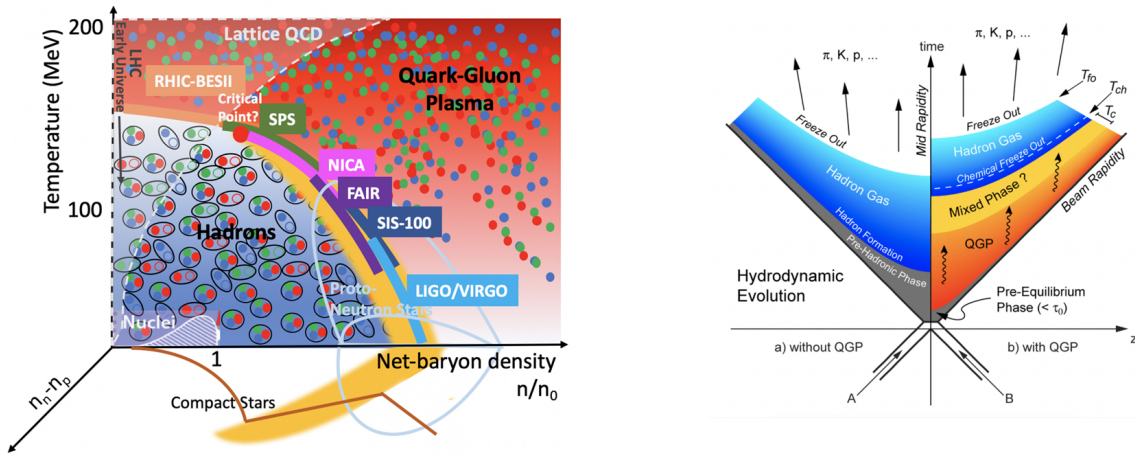 200
Temperature (MeV)
100
LHC
Early Universe
Lattice QCD
RHIC-BESII
Critical
Point?
SPS
Quark-Gluon
Plasma
NICA
FAIR
SIS-100
Hadrons
LIGO/VIRGO
Proto-
Neutron Stars
Nuclei
1
Net-baryon density
n/n₀
nₙ-nₚ
Compact Stars
time
π, K, p, ...
π, K, p, ...
Mid Rapidity
Freeze Out
Freeze Out
T_fo
T_ch
T_c
Hadron Gas
Hadron Gas
Chemical Freeze Out
Mixed Phase ?
Beam Rapidity
Hadron Formation
Pre-Hadronic Phase
QGP
Hydrodynamic
Evolution
Pre-Equilibrium
Phase (< τ₀)
z
a) without QGP
b) with QGP
A
B